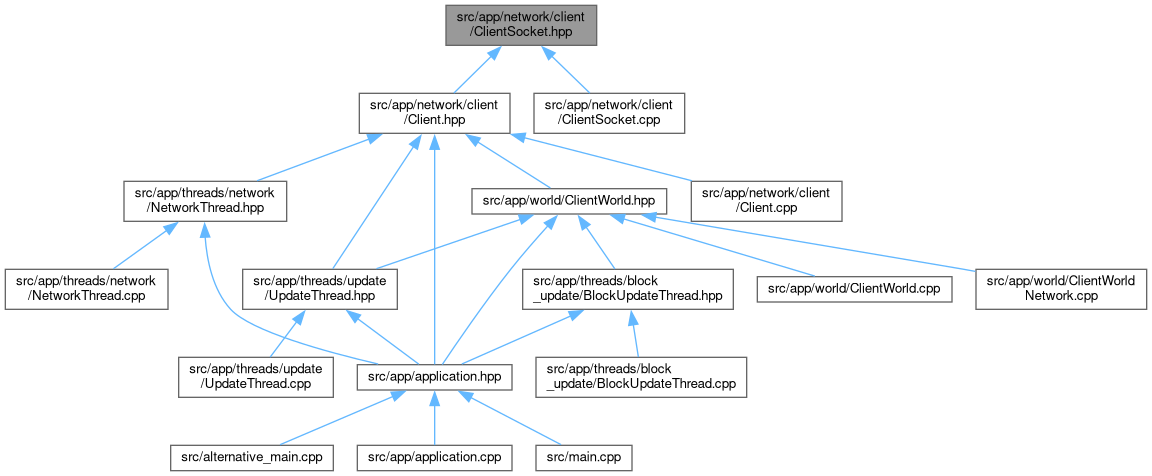 src/app/network/client
/ClientSocket.hpp
src/app/network/client
/Client.hpp
src/app/network/client
/ClientSocket.cpp
src/app/threads/network
/NetworkThread.hpp
src/app/world/ClientWorld.hpp
src/app/network/client
/Client.cpp
src/app/threads/network
/NetworkThread.cpp
src/app/threads/update
/UpdateThread.hpp
src/app/threads/block
_update/BlockUpdateThread.hpp
src/app/world/ClientWorld.cpp
src/app/world/ClientWorld
Network.cpp
src/app/threads/update
/UpdateThread.cpp
src/app/application.hpp
src/app/threads/block
_update/BlockUpdateThread.cpp
src/alternative_main.cpp
src/app/application.cpp
src/main.cpp